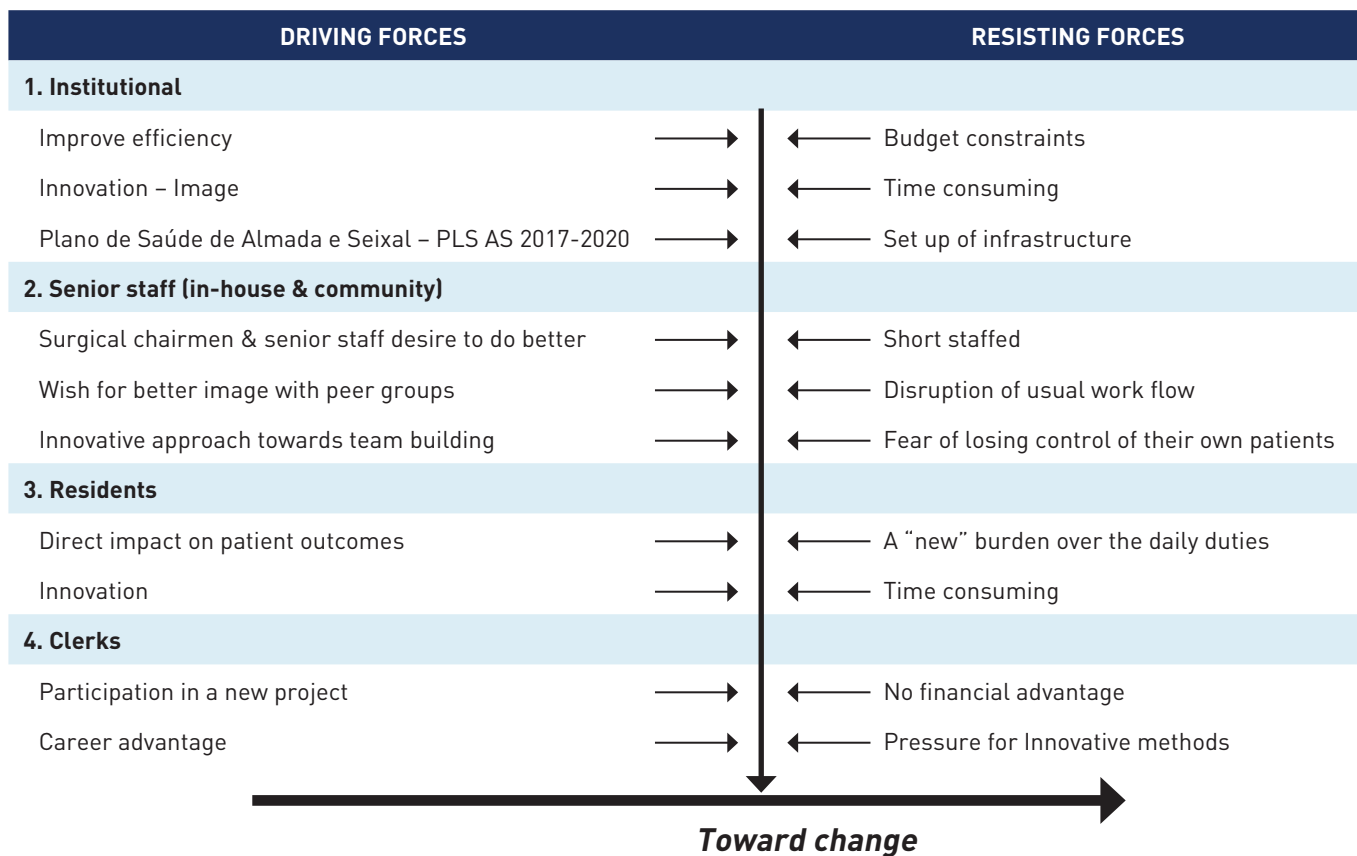 DRIVING FORCES RESISTING FORCES
1. Institutional
Improve efficiency Budget constraints
Innovation – Image Time consuming
Plano de Saúde de Almada e Seixal – PLS AS 2017-2020 Set up of infrastructure
2. Senior staff (in-house & community)
Surgical chairmen & senior staff desire to do better Short staffed
Wish for better image with peer groups Disruption of usual work flow
Innovative approach towards team building Fear of losing control of their own patients
3. Residents
Direct impact on patient outcomes A “new” burden over the daily duties
Innovation Time consuming
4. Clerks
Participation in a new project No financial advantage
Career advantage Pressure for Innovative methods
Toward change